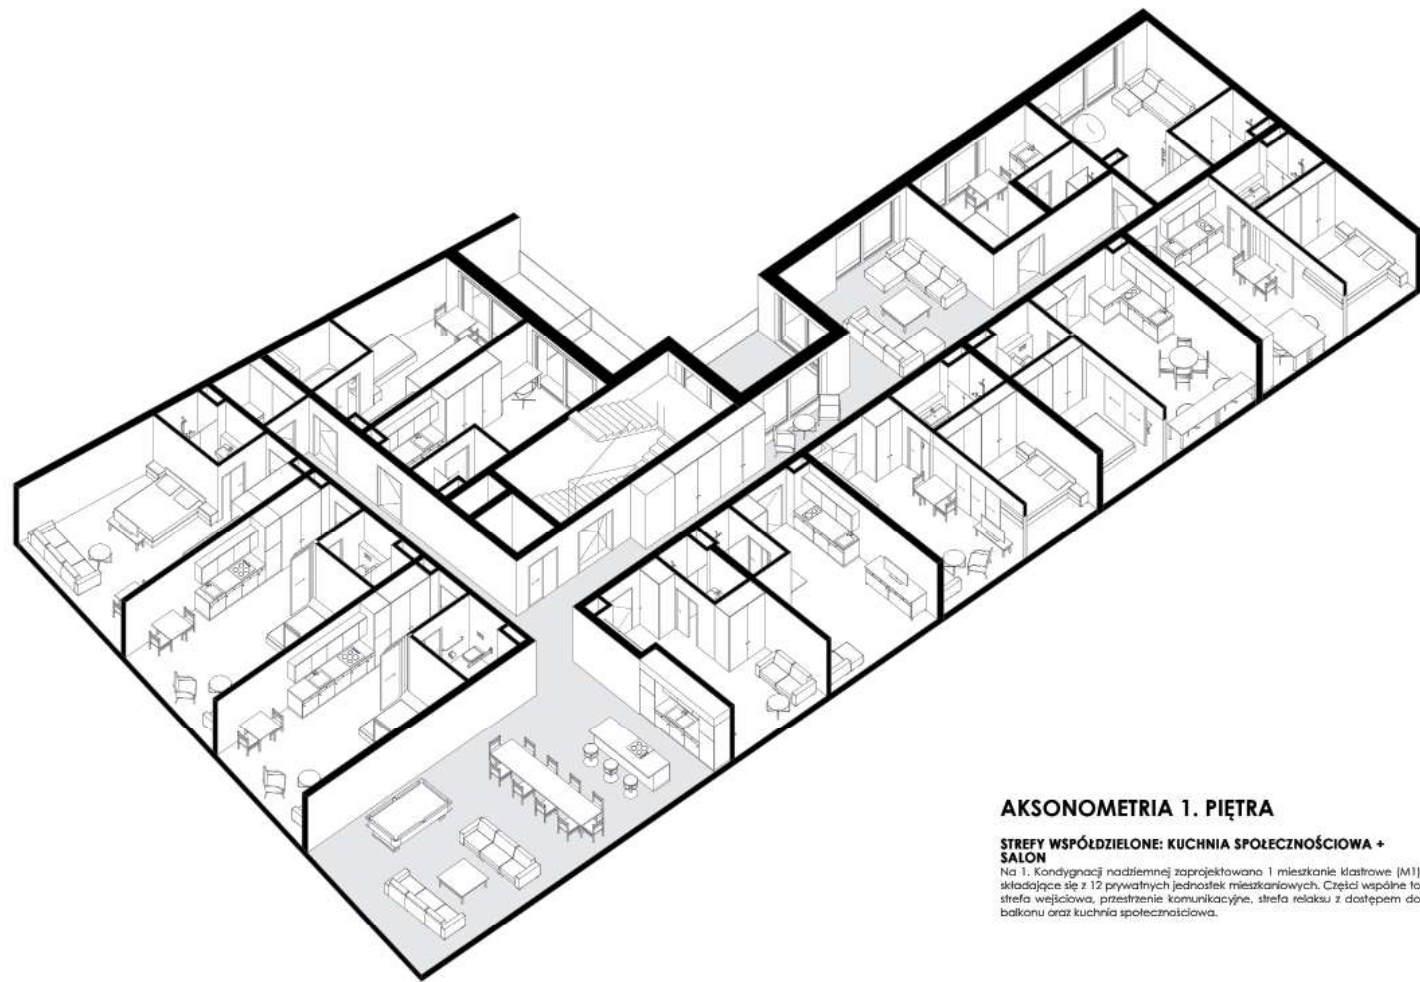 AKSONOMETRIA 1. PIĘTRA
STREFY WSPÓŁDZIELONE: KUCHNIA SPOŁECZNOŚCIOWA +
SALON
Na 1. Kondygnacji nadziemnej zaprojektowano 1 mieszkanie klastrowe (M1)
składające się z 12 prywatnych jednostek mieszkaniowych. Części wspólne to
strefa wejściowa, przestrzenie komunikacyjne, strefa relaksu z dostępem do
balkonu oraz kuchnia społecznościowa.